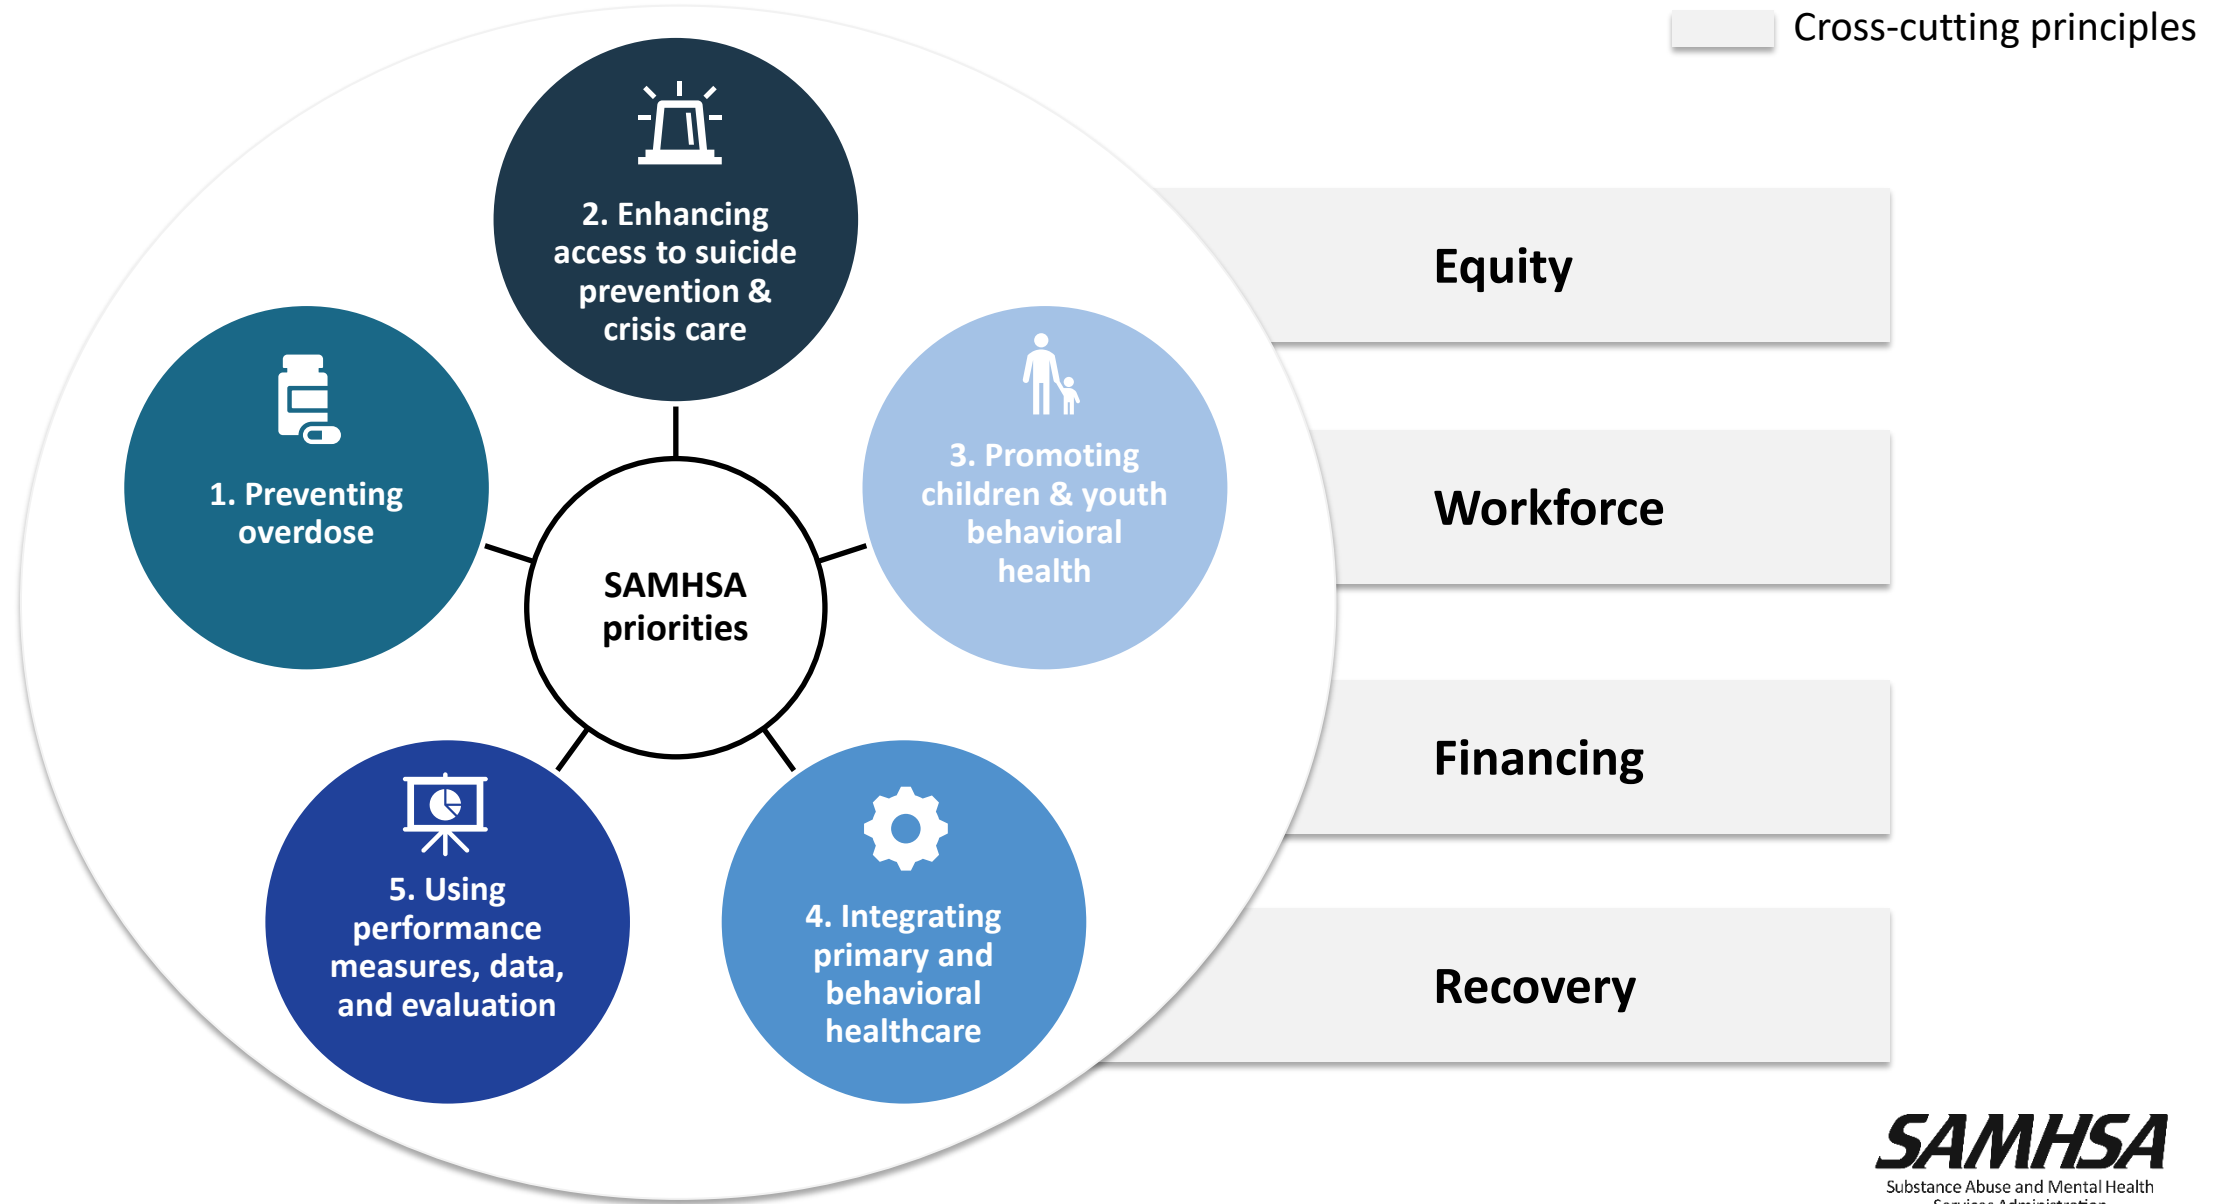 Cross-cutting principles
2. Enhancing
access to suicide
prevention &
crisis care
1. Preventing
overdose
3. Promoting
children & youth
behavioral
health
SAMHSA
priorities
5. Using
performance
measures, data,
and evaluation
4. Integrating
primary and
behavioral
healthcare
Equity
Workforce
Financing
Recovery
SAMHSA
Substance Abuse and Mental Health
Services Administration